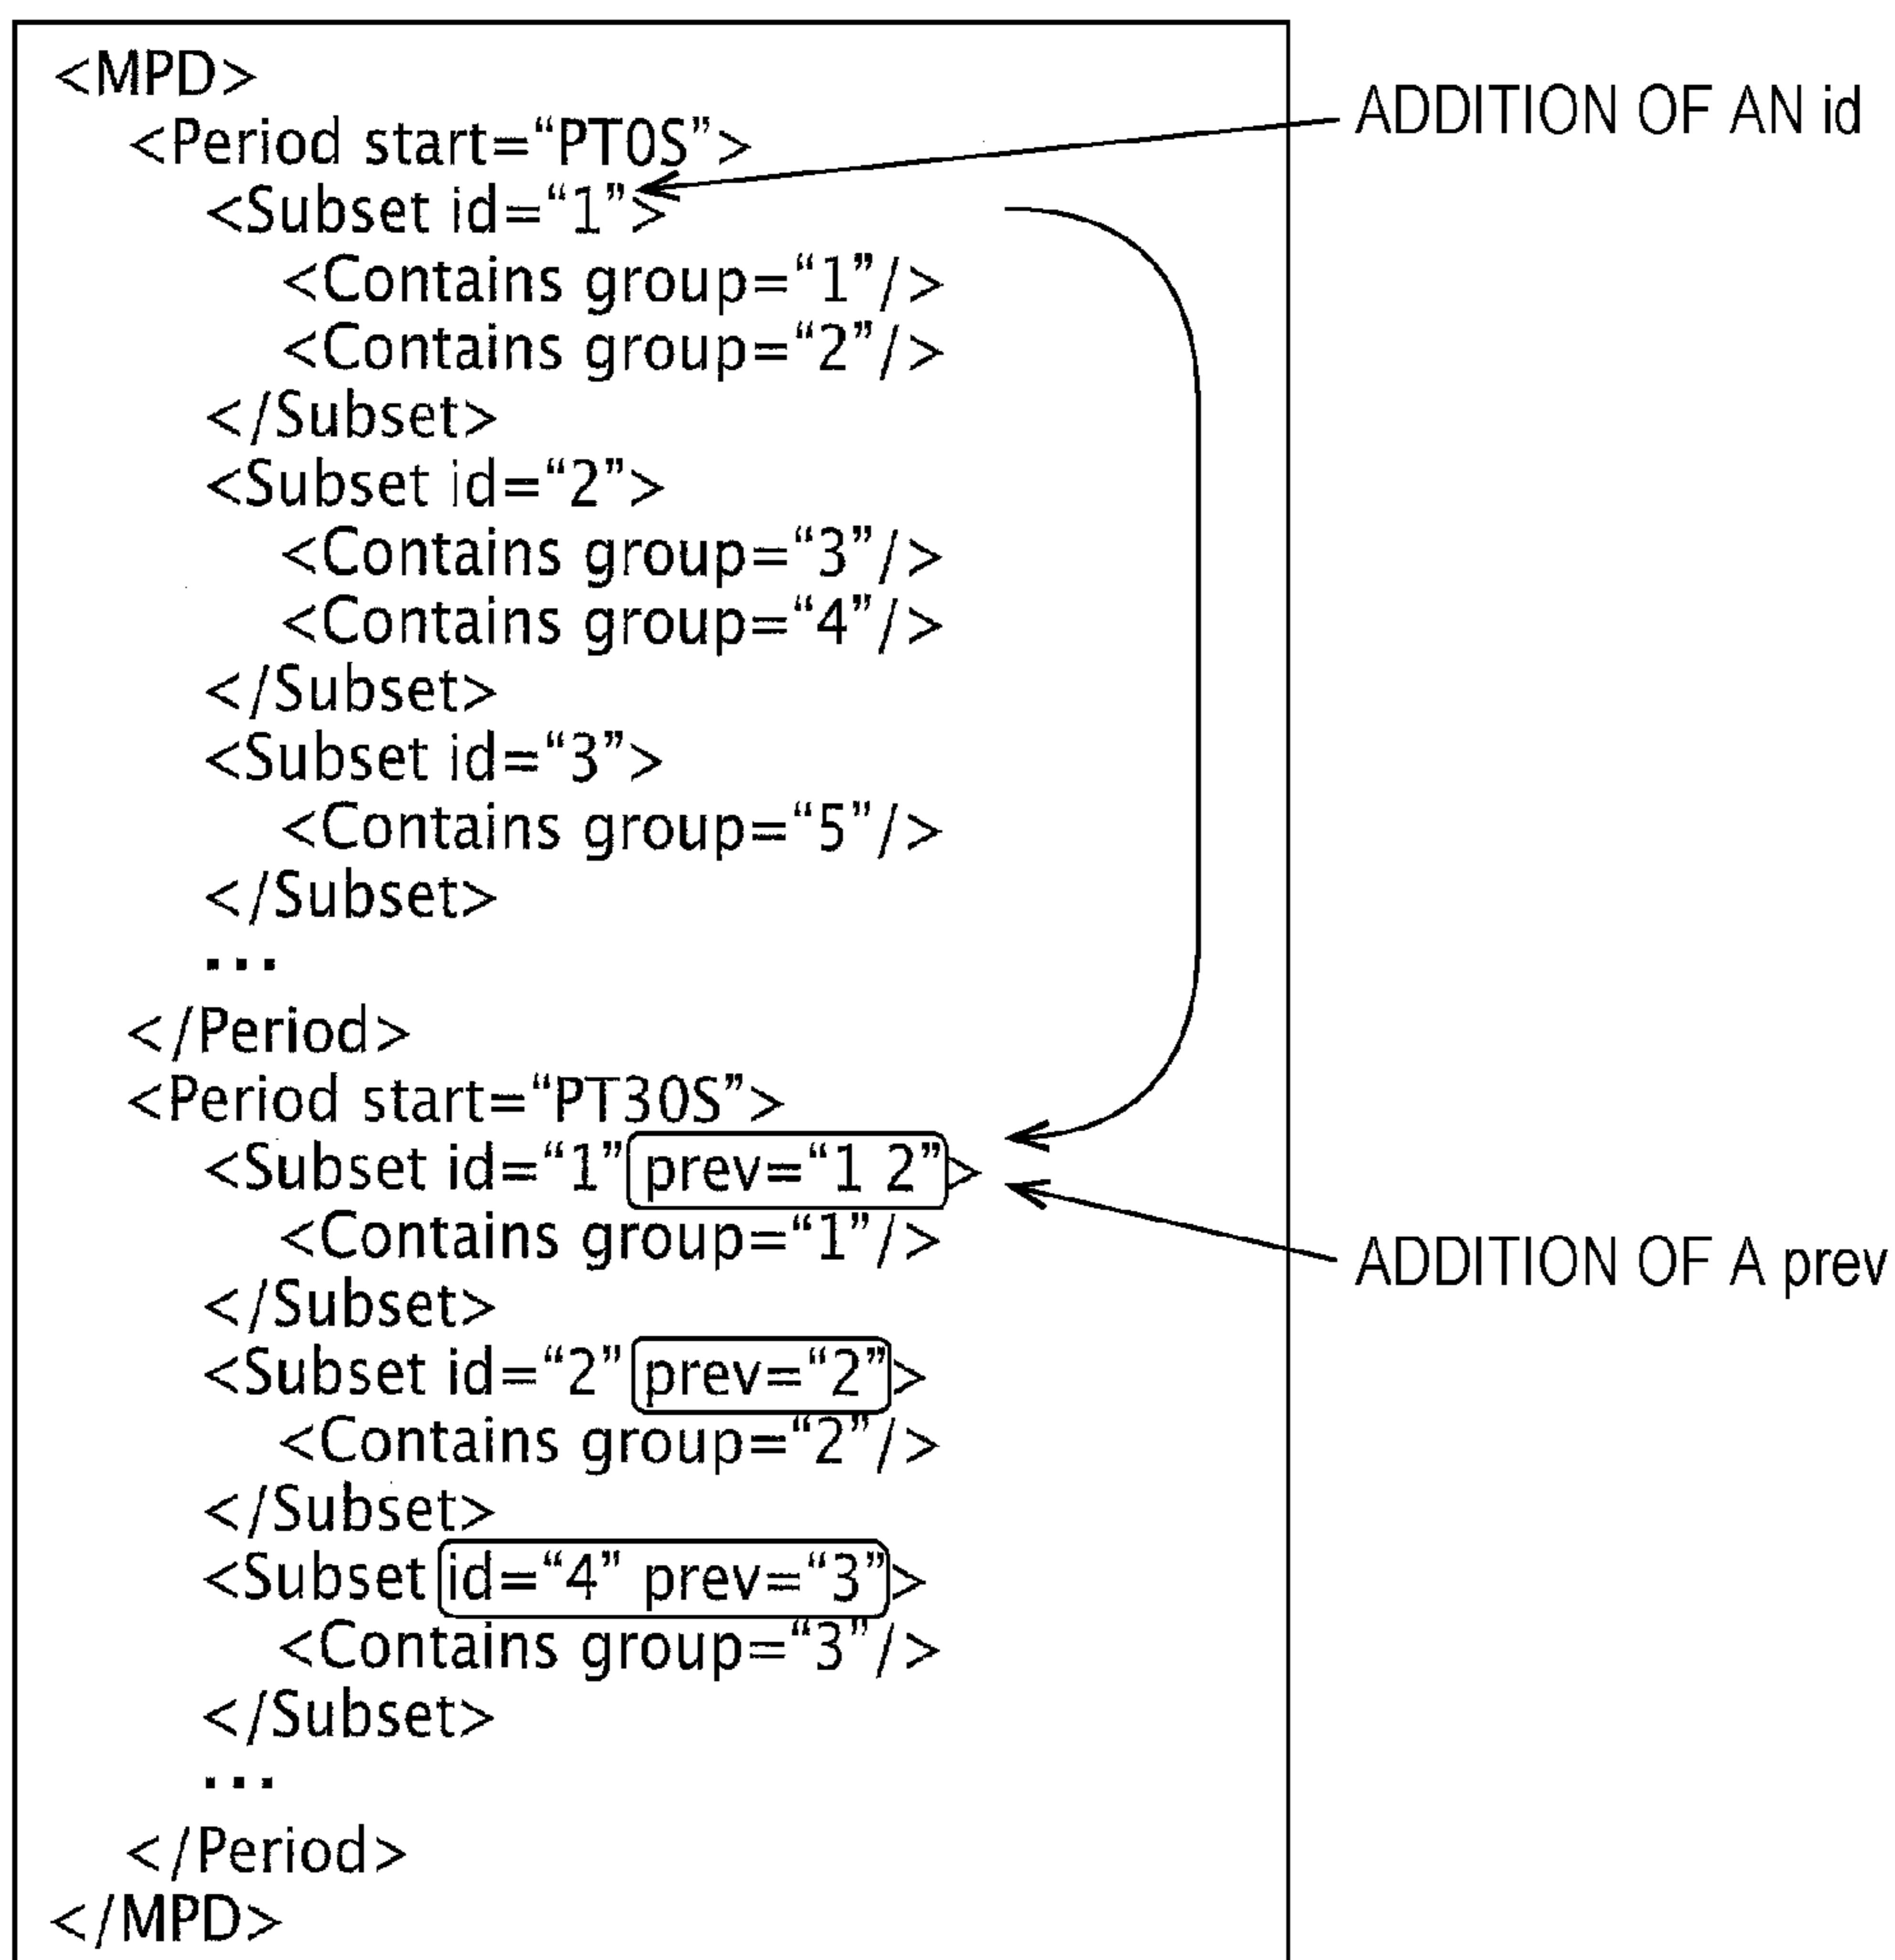 <MPD>
<Period start=“PT0S”>
<Subset id=“1”>
<Contains group=“1”/>
<Contains group=“2”/>
</Subset>
<Subset id=“2”>
<Contains group=“3”/>
<Contains group=“4”/>
</Subset>
<Subset id=“3”>
<Contains group=“5”/>
</Subset>
...
</Period>
<Period start=“PT30S”>
<Subset id=“1” prev=“1 2”>
<Contains group=“1”/>
</Subset>
<Subset id=“2” prev=“2”>
<Contains group=“2”/>
</Subset>
<Subset id=“4” prev=“3”>
<Contains group=“3”/>
</Subset>
...
</Period>
</MPD>
ADDITION OF AN id
ADDITION OF A prev